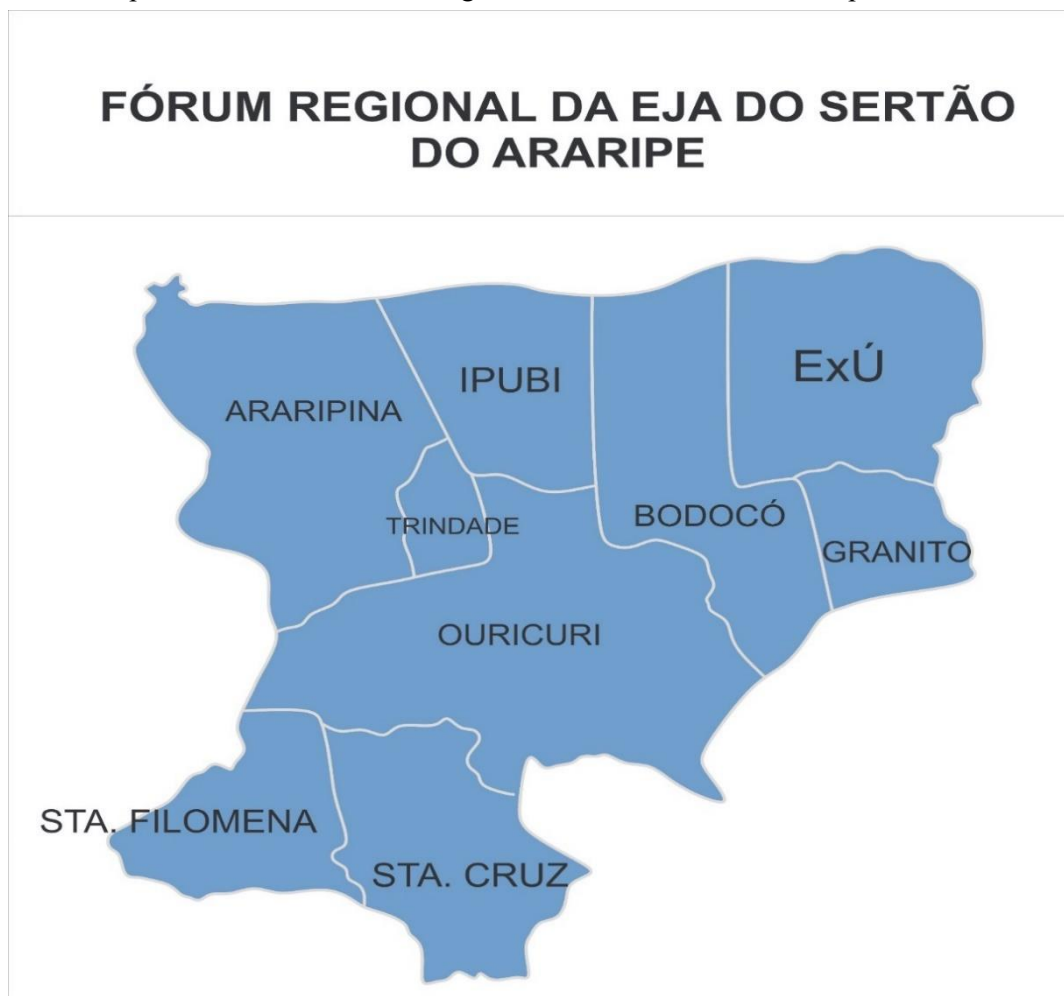 FÓRUM REGIONAL DA EJA DO SERTÃO
DO ARARIPE
ExÚ
IPUBI
ARARIPINA
BODOCÓ
TRINDADE
GRANITO
OURICURI
STA. FILOMENA
STA. CRUZ